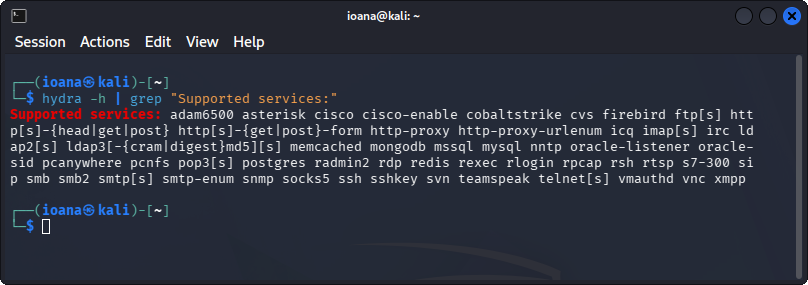 ioana@kali: ~
Session Actions Edit View Help
┌──(ioana㉿kali)-[~]
└─$ hydra -h | grep "Supported services:"
Supported services: adam6500 asterisk cisco cisco-enable cobaltstrike cvs firebird ftp[s] htt
p[s]-{head|get|post} http[s]-{get|post}-form http-proxy http-proxy-urlenum icq imap[s] irc ld
ap2[s] ldap3[-{cram|digest}md5][s] memcached mongodb mssql mysql nntp oracle-listener oracle-
sid pcanywhere pcnfs pop3[s] postgres radmin2 rdp redis rexec rlogin rpcap rsh rtsp s7-300 si
p smb smb2 smtp[s] smtp-enum snmp socks5 ssh sshkey svn teamspeak telnet[s] vmauthd vnc xmpp
┌──(ioana㉿kali)-[~]
└─$